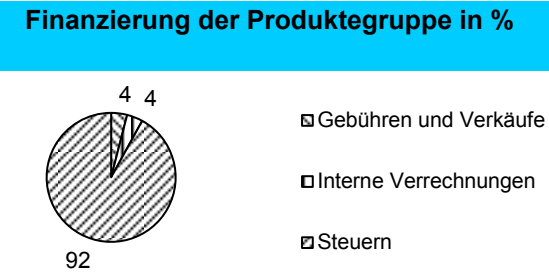 Finanzierung der Produktegruppe in %
4 4
Gebühren und Verkäufe
Interne Verrechnungen
Steuern
92